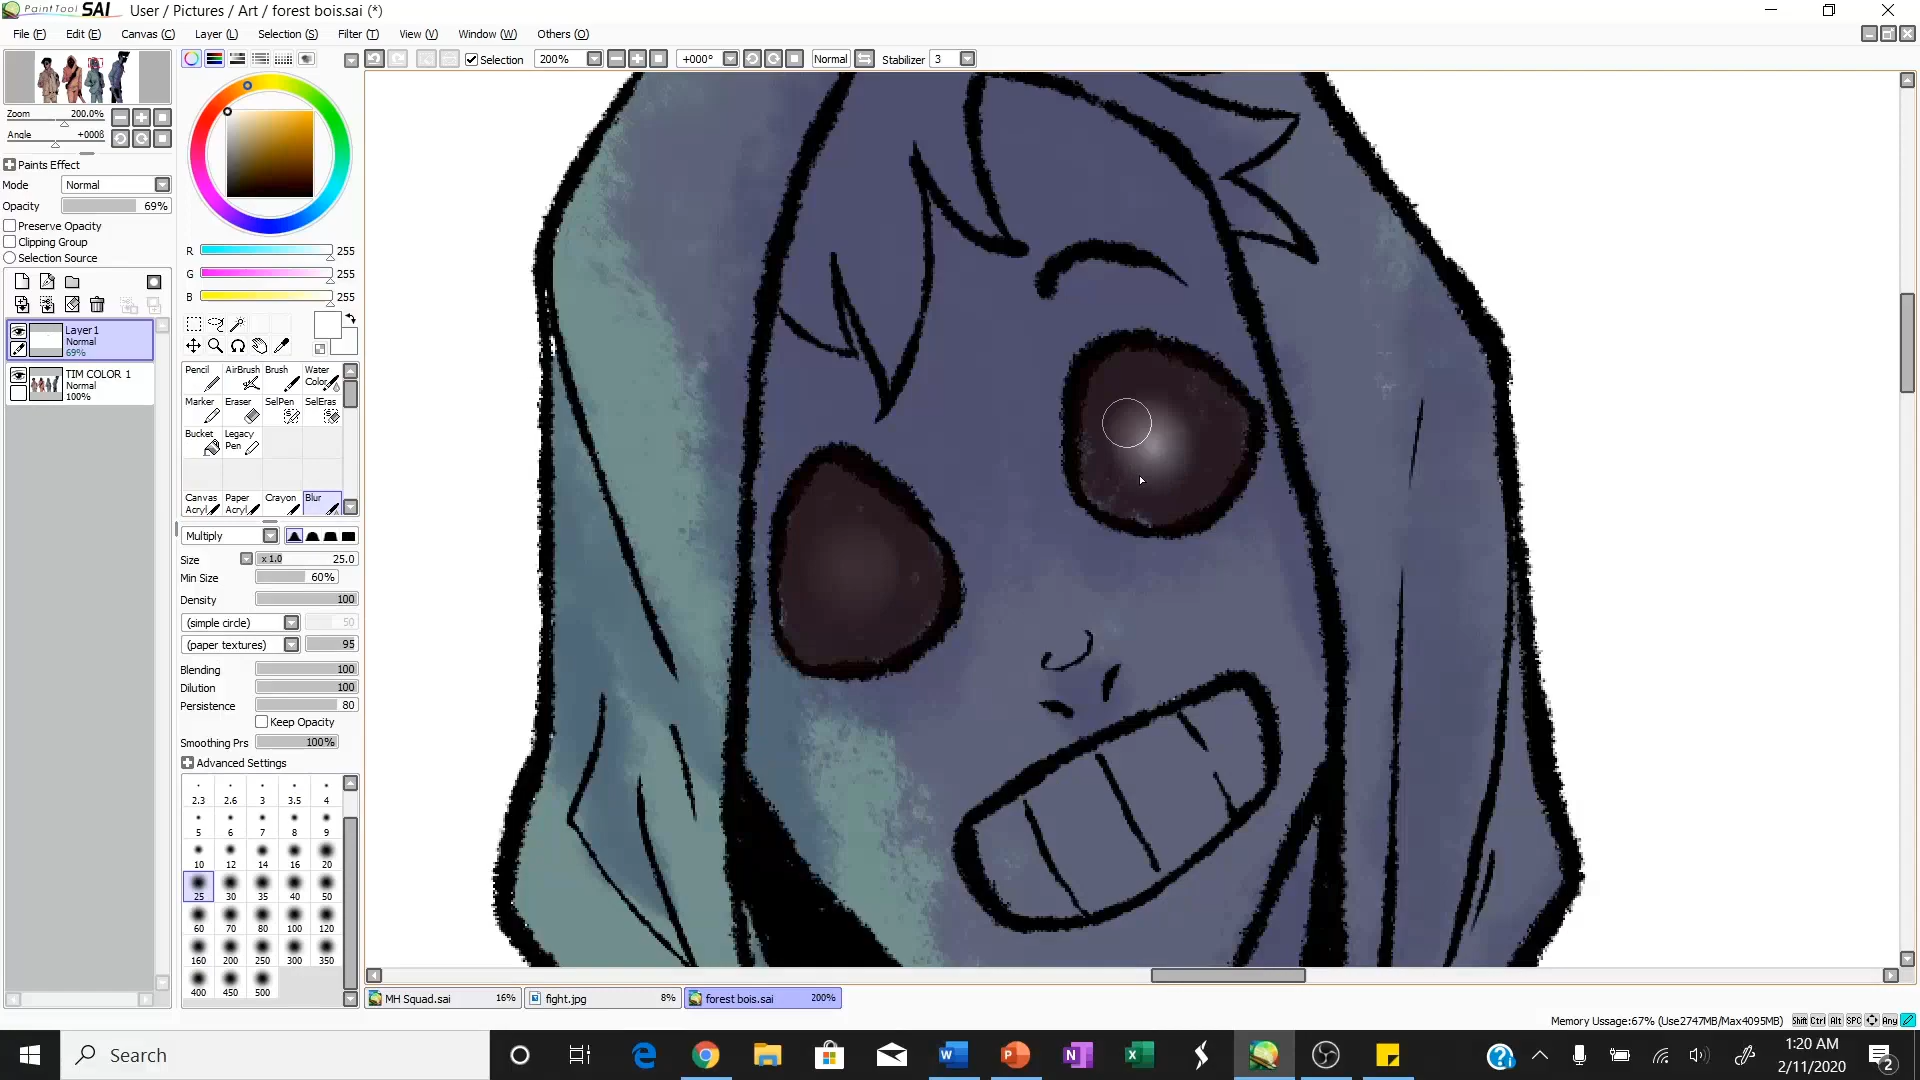 PaintTool SAI User / Pictures / Art / forest bois.sai (*)
File (F) Edit (E) Canvas (C) Layer (L) Selection (S) Filter (T) View (V) Window (W) Others (O)
Selection 200% +000° Normal Stabilizer 3
Zoom 200.0%
Angle +000ß
Paints Effect
Mode Normal
Opacity 69%
Preserve Opacity
Clipping Group
Selection Source
Layer1
Normal
69%
TIM COLOR 1
Normal
100%
R 255
G 255
B 255
Pencil AirBrush Brush Water Color
Marker Eraser SelPen SelEras
Bucket Legacy Pen
Canvas Acryl Paper Acryl Crayon Blur
Multiply
Size x 1.0 25.0
Min Size 60%
Density 100
(simple circle) 50
(paper textures) 95
Blending 100
Dilution 100
Persistence 80
Keep Opacity
Smoothing Prs 100%
Advanced Settings
2.3 2.6 3 3.5 4
5 6 7 8 9
10 12 14 16 20
25 30 35 40 50
60 70 80 100 120
160 200 250 300 350
400 450 500
MH Squad.sai 16% fight.jpg 8% forest bois.sai 200%
Memory Ussage:67% (Use2747MB/Max4095MB) Shift Ctrl Alt SPC Any
Search
1:20 AM
2/11/2020
2